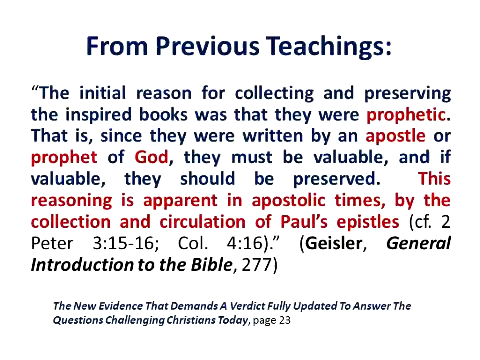 From Previous Teachings:
“The initial reason for collecting and preserving
the inspired books was that they were prophetic.
That is, since they were written by an apostle or
prophet of God, they must be valuable, and if
valuable, they should be preserved. This
reasoning is apparent in apostolic times, by the
collection and circulation of Paul’s epistles (cf. 2
Peter 3:15-16; Col. 4:16).” (Geisler, General
Introduction to the Bible, 277)
The New Evidence That Demands A Verdict Fully Updated To Answer The
Questions Challenging Christians Today, page 23